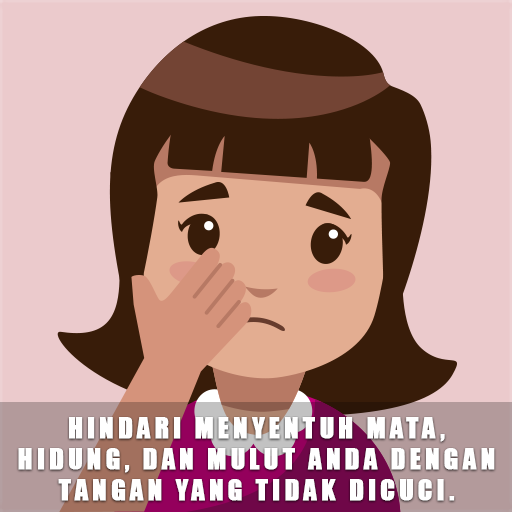 HINDARI MENYENTUH MATA,
HIDUNG, DAN MULUT ANDA DENGAN
TANGAN YANG TIDAK DICUCI.